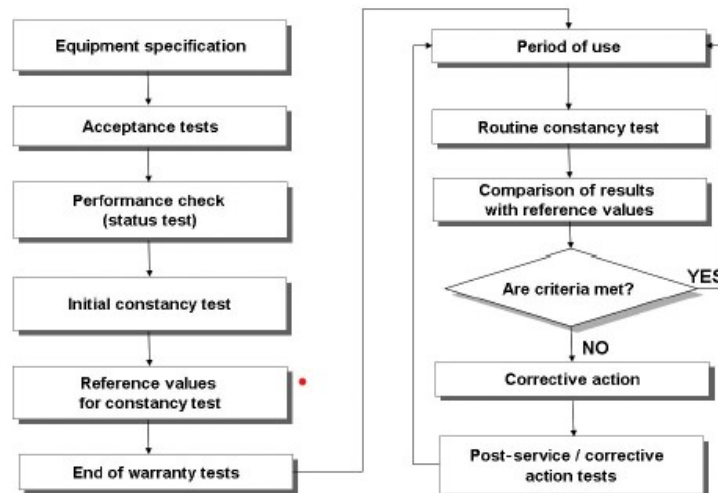 Equipment specification
Acceptance tests
Performance check
(status test)
Initial constancy test
Reference values
for constancy test
End of warranty tests
Period of use
Routine constancy test
Comparison of results
with reference values
Are criteria met?
YES
NO
Corrective action
Post-service / corrective
action tests